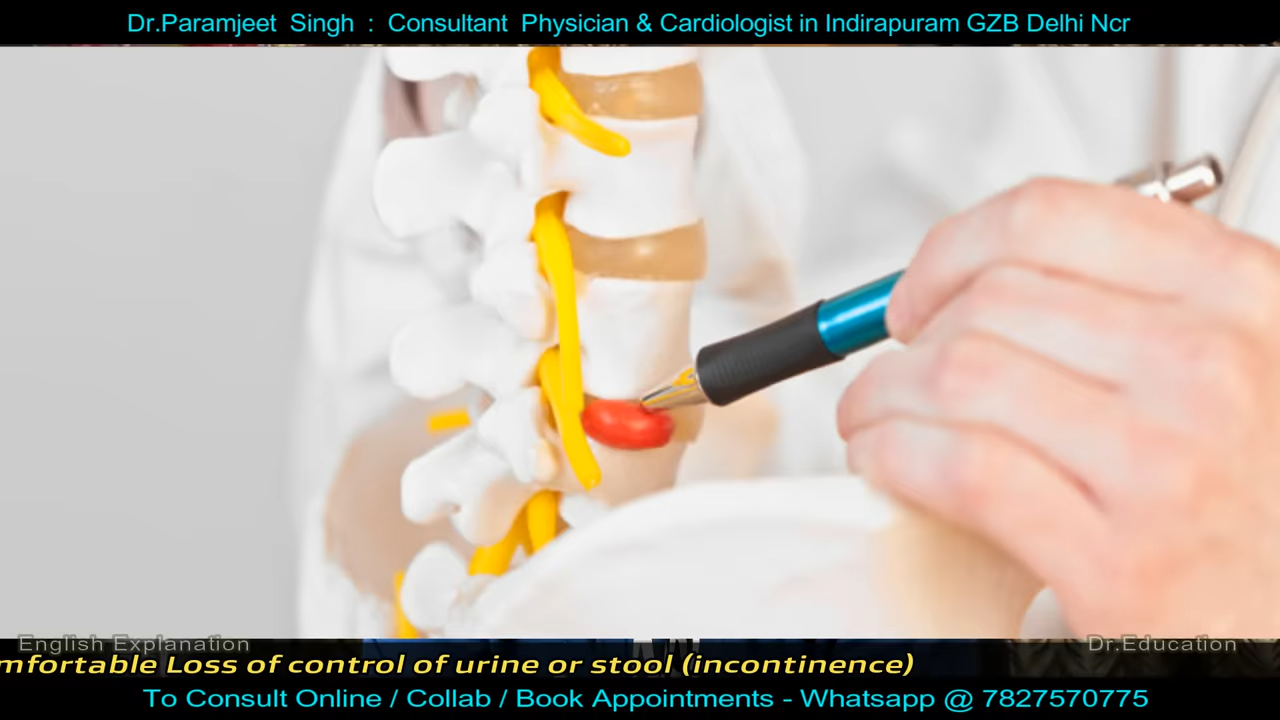 Dr.Paramjeet Singh : Consultant Physician & Cardiologist in Indirapuram GZB Delhi Ncr
English Explanation
Dr.Education
Loss of control of urine or stool (incontinence)
To Consult Online / Collab / Book Appointments - Whatsapp @ 7827570775